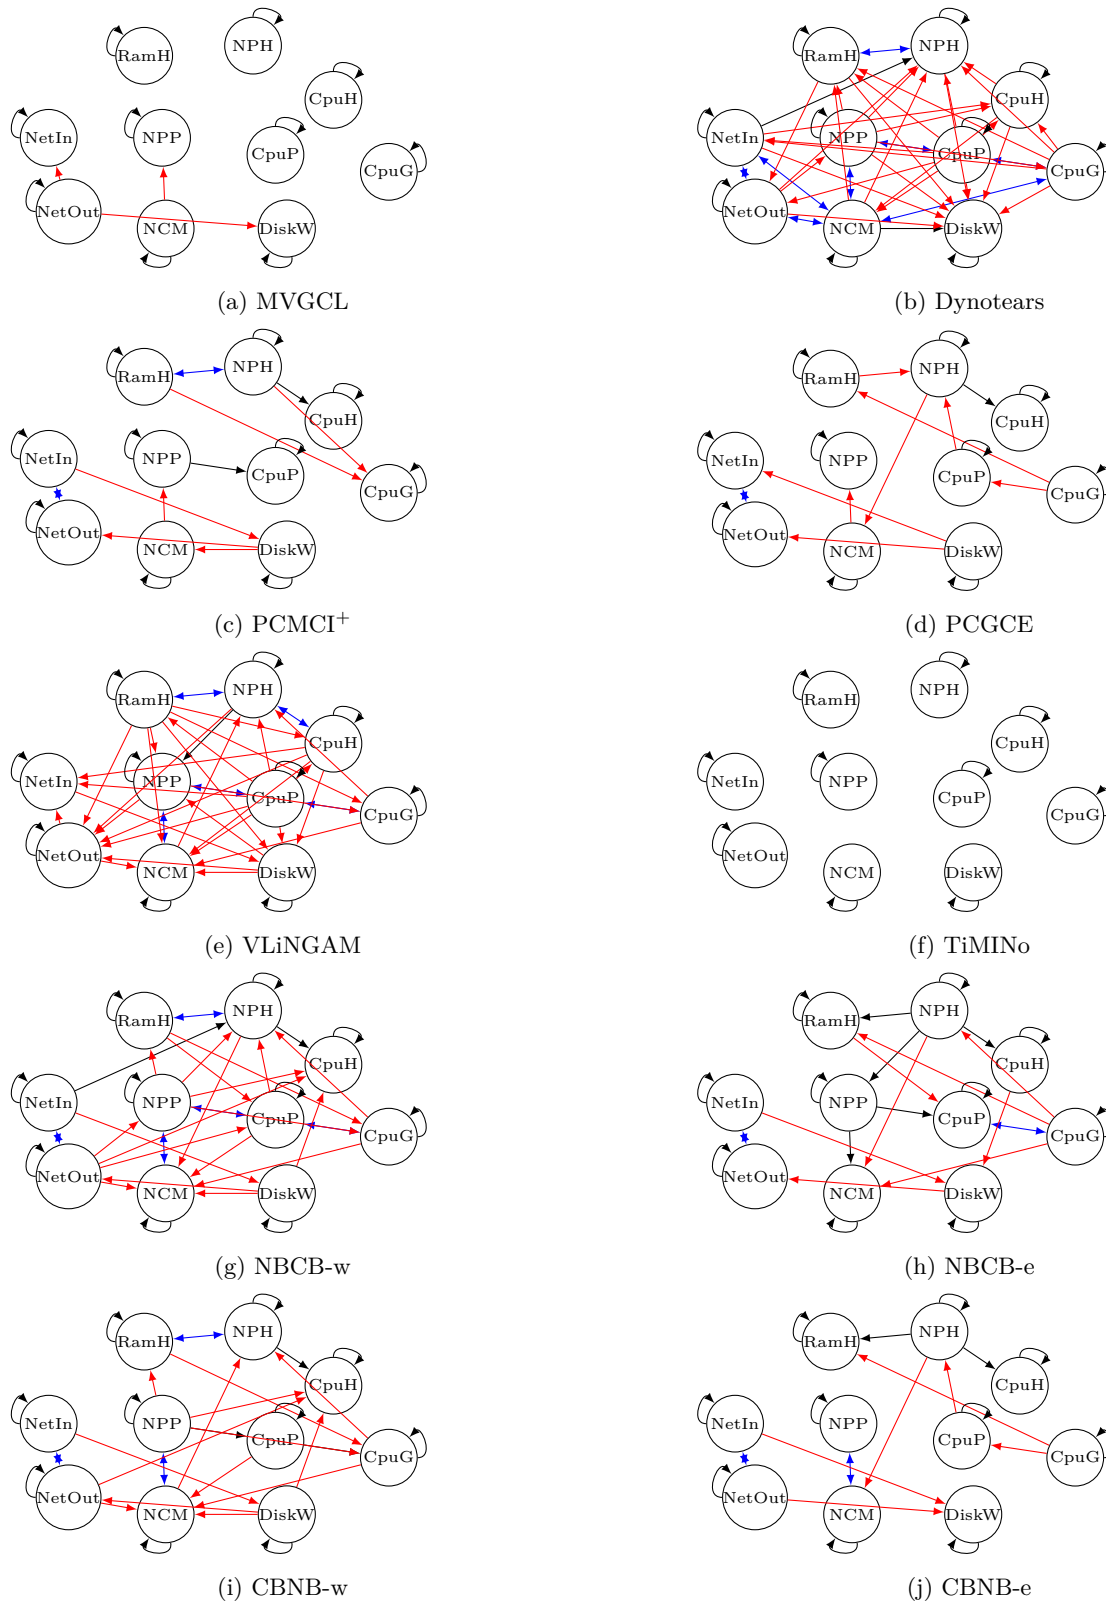 RamH NPH
CpuH
NetIn NPP
CpuP
CpuG
NetOut NCM DiskW
(a) MVGCL
RamH NPH
CpuH
NetIn NPP
CpuP
CpuG
NetOut NCM DiskW
(b) Dynotears
RamH NPH
CpuH
NetIn NPP
CpuP
CpuG
NetOut NCM DiskW
(c) PCMCI+
RamH NPH
CpuH
NetIn NPP
CpuP
CpuG
NetOut NCM DiskW
(d) PCGCE
RamH NPH
CpuH
NetIn NPP
CpuP
CpuG
NetOut NCM DiskW
(e) VLiNGAM
RamH NPH
CpuH
NetIn NPP
CpuP
CpuG
NetOut NCM DiskW
(f) TiMINo
RamH NPH
CpuH
NetIn NPP
CpuP
CpuG
NetOut NCM DiskW
(g) NBCB-w
RamH NPH
CpuH
NetIn NPP
CpuP
CpuG
NetOut NCM DiskW
(h) NBCB-e
RamH NPH
CpuH
NetIn NPP
CpuP
CpuG
NetOut NCM DiskW
(i) CBNB-w
RamH NPH
CpuH
NetIn NPP
CpuP
CpuG
NetOut NCM DiskW
(j) CBNB-e